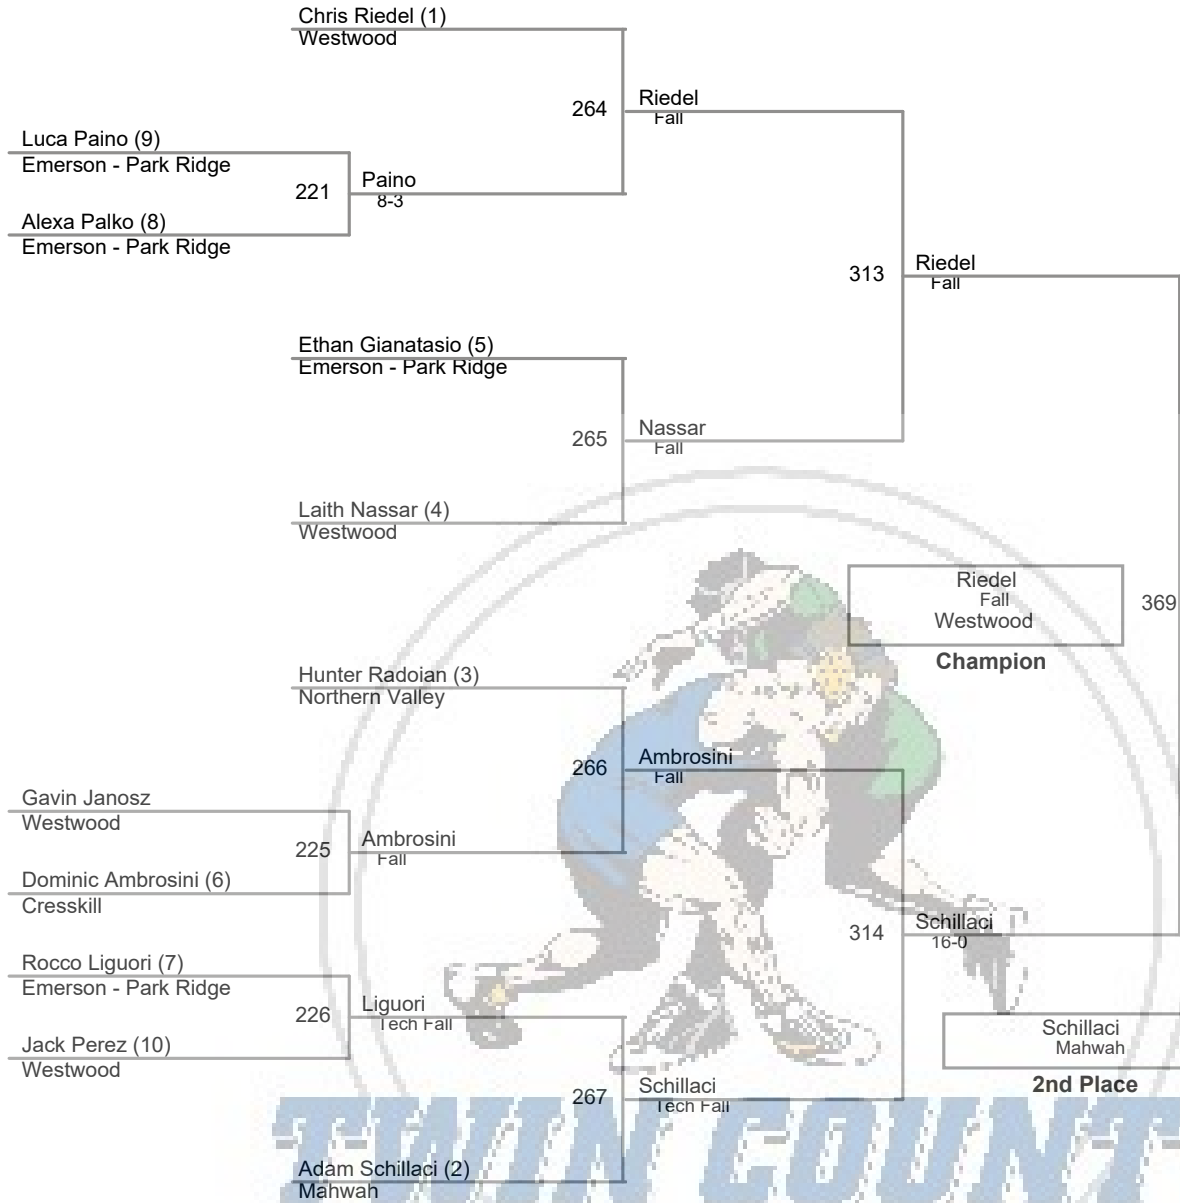 Chris Riedel (1)
Westwood
264
Riedel
Fall
Luca Paino (9)
Emerson - Park Ridge
221
Paino
8-3
Alexa Palko (8)
Emerson - Park Ridge
313
Riedel
Fall
Ethan Gianatasio (5)
Emerson - Park Ridge
265
Nassar
Fall
Laith Nassar (4)
Westwood
Riedel
Fall
Westwood
369
Champion
Hunter Radoian (3)
Northern Valley
266
Ambrosini
Fall
Gavin Janosz
Westwood
225
Ambrosini
Fall
Dominic Ambrosini (6)
Cresskill
314
Schillaci
16-0
Rocco Liguori (7)
Emerson - Park Ridge
226
Liguori
Tech Fall
Jack Perez (10)
Westwood
Schillaci
Mahwah
2nd Place
267
Schillaci
Tech Fall
Adam Schillaci (2)
Mahwah
TWIN COUNT